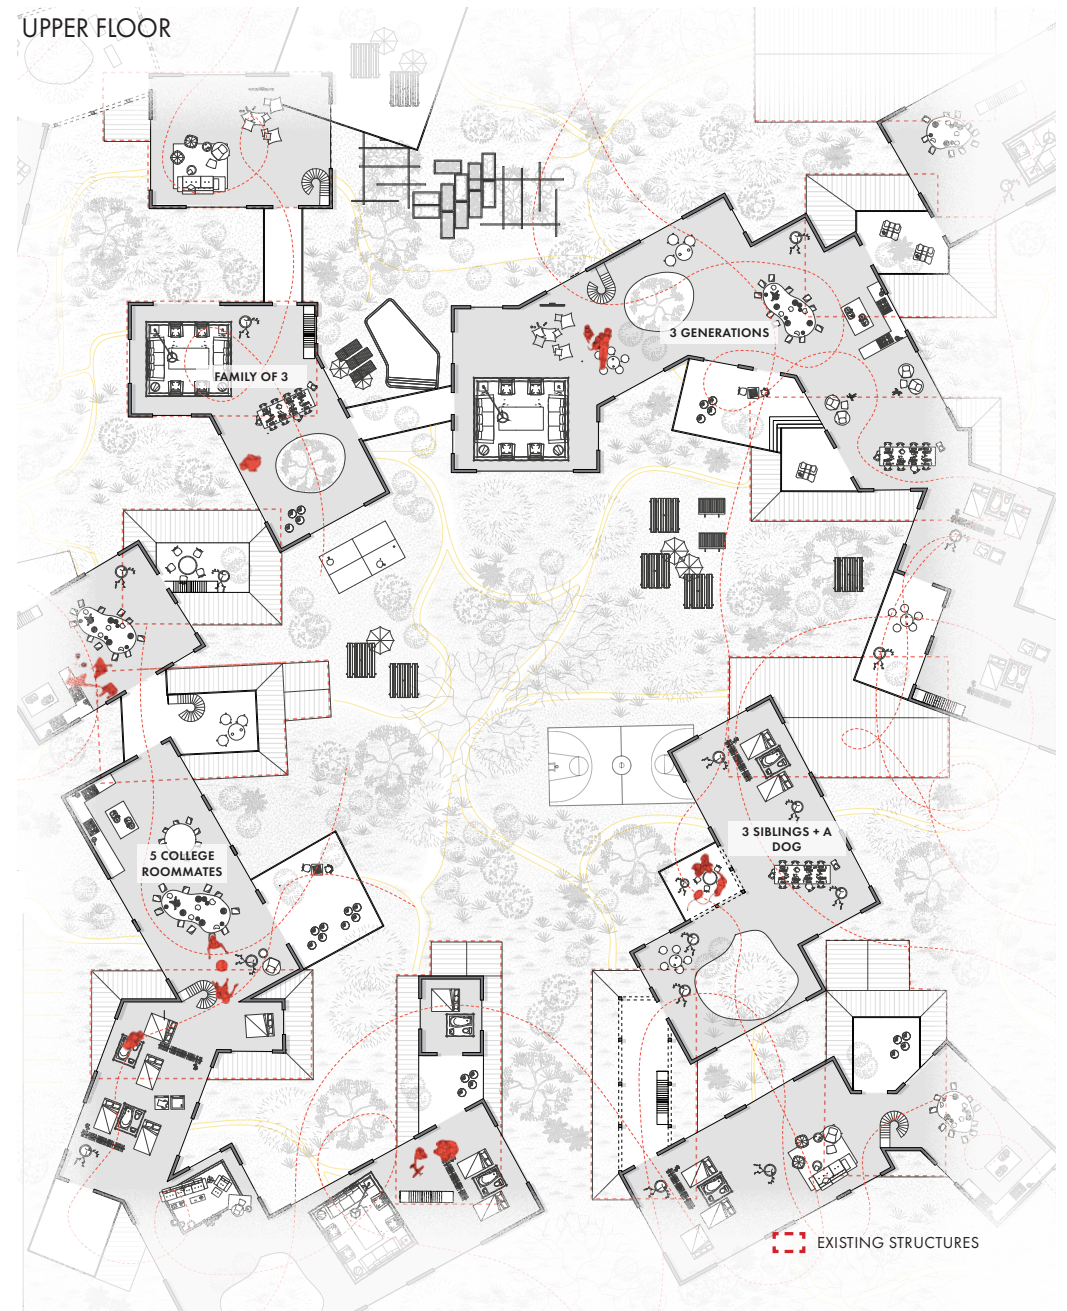 UPPER FLOOR
3 GENERATIONS
FAMILY OF 3
3 SIBLINGS + A
DOG
5 COLLEGE
ROOMMATES
EXISTING STRUCTURES